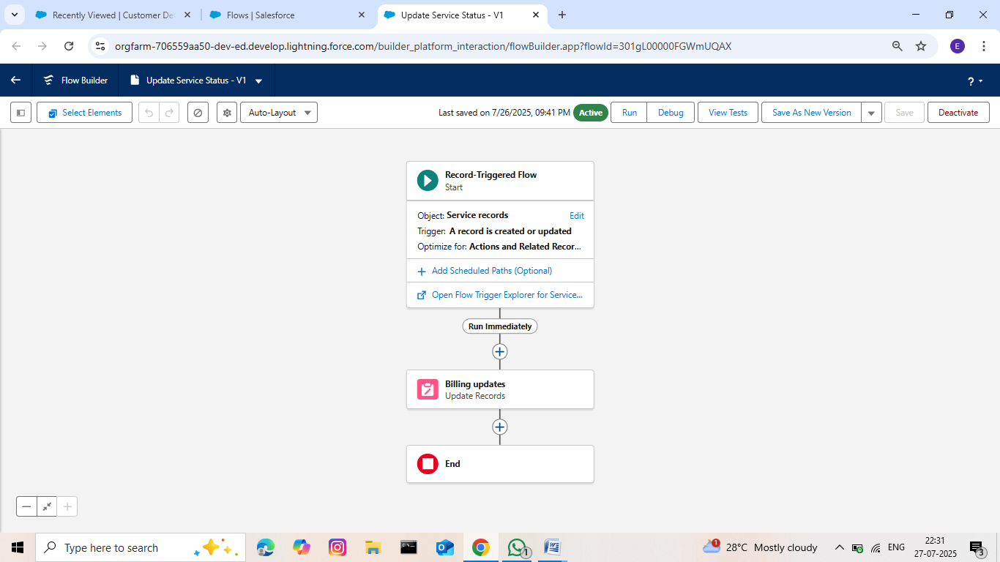 Recently Viewed | Customer De
Flows | Salesforce
Update Service Status - V1
orgfarm-706559aa50-dev-ed.develop.lightning.force.com/builder_platform_interaction/flowBuilder.app?flowId=301gL00000FGWmUQAX
E
Flow Builder
Update Service Status - V1
?
Select Elements
Auto-Layout
Last saved on 7/26/2025, 09:41 PM
Active
Run
Debug
View Tests
Save As New Version
Save
Deactivate
Record-Triggered Flow
Start
Object: Service records
Edit
Trigger: A record is created or updated
Optimize for: Actions and Related Recor...
Add Scheduled Paths (Optional)
Open Flow Trigger Explorer for Service...
Run Immediately
Billing updates
Update Records
End
Type here to search
1
1
28°C Mostly cloudy
ENG
22:31
27-07-2025
3